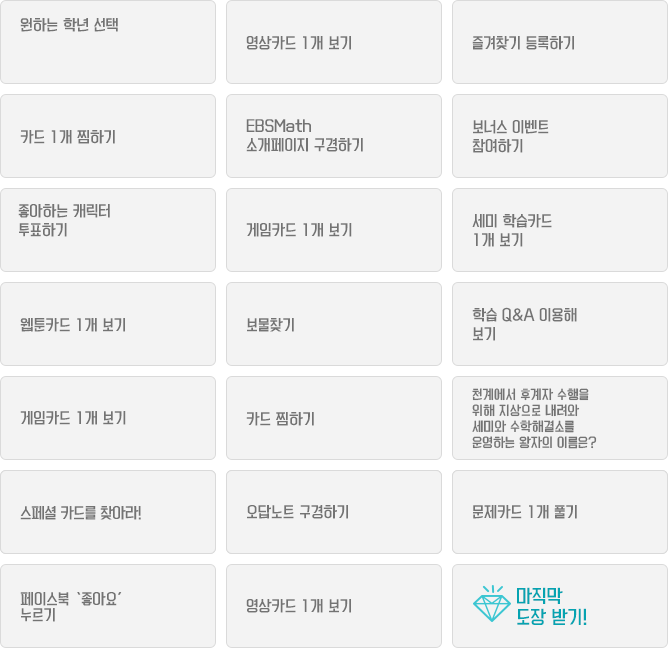 원하는 학년 선택
영상카드 1개 보기
즐겨찾기 등록하기
카드 1개 찜하기
EBSMath
소개페이지 구경하기
보너스 이벤트
참여하기
좋아하는 캐릭터
투표하기
게임카드 1개 보기
세미 학습카드
1개 보기
웹툰카드 1개 보기
보물찾기
학습 Q&A 이용해
보기
게임카드 1개 보기
카드 찜하기
천계에서 후계자 수행을
위해 지상으로 내려와
세미와 수학해결소를
운영하는 왕자의 이름은?
스페셜 카드를 찾아라!
오답노트 구경하기
문제카드 1개 풀기
페이스북 `좋아요´
누르기
영상카드 1개 보기
마지막
도장 받기!